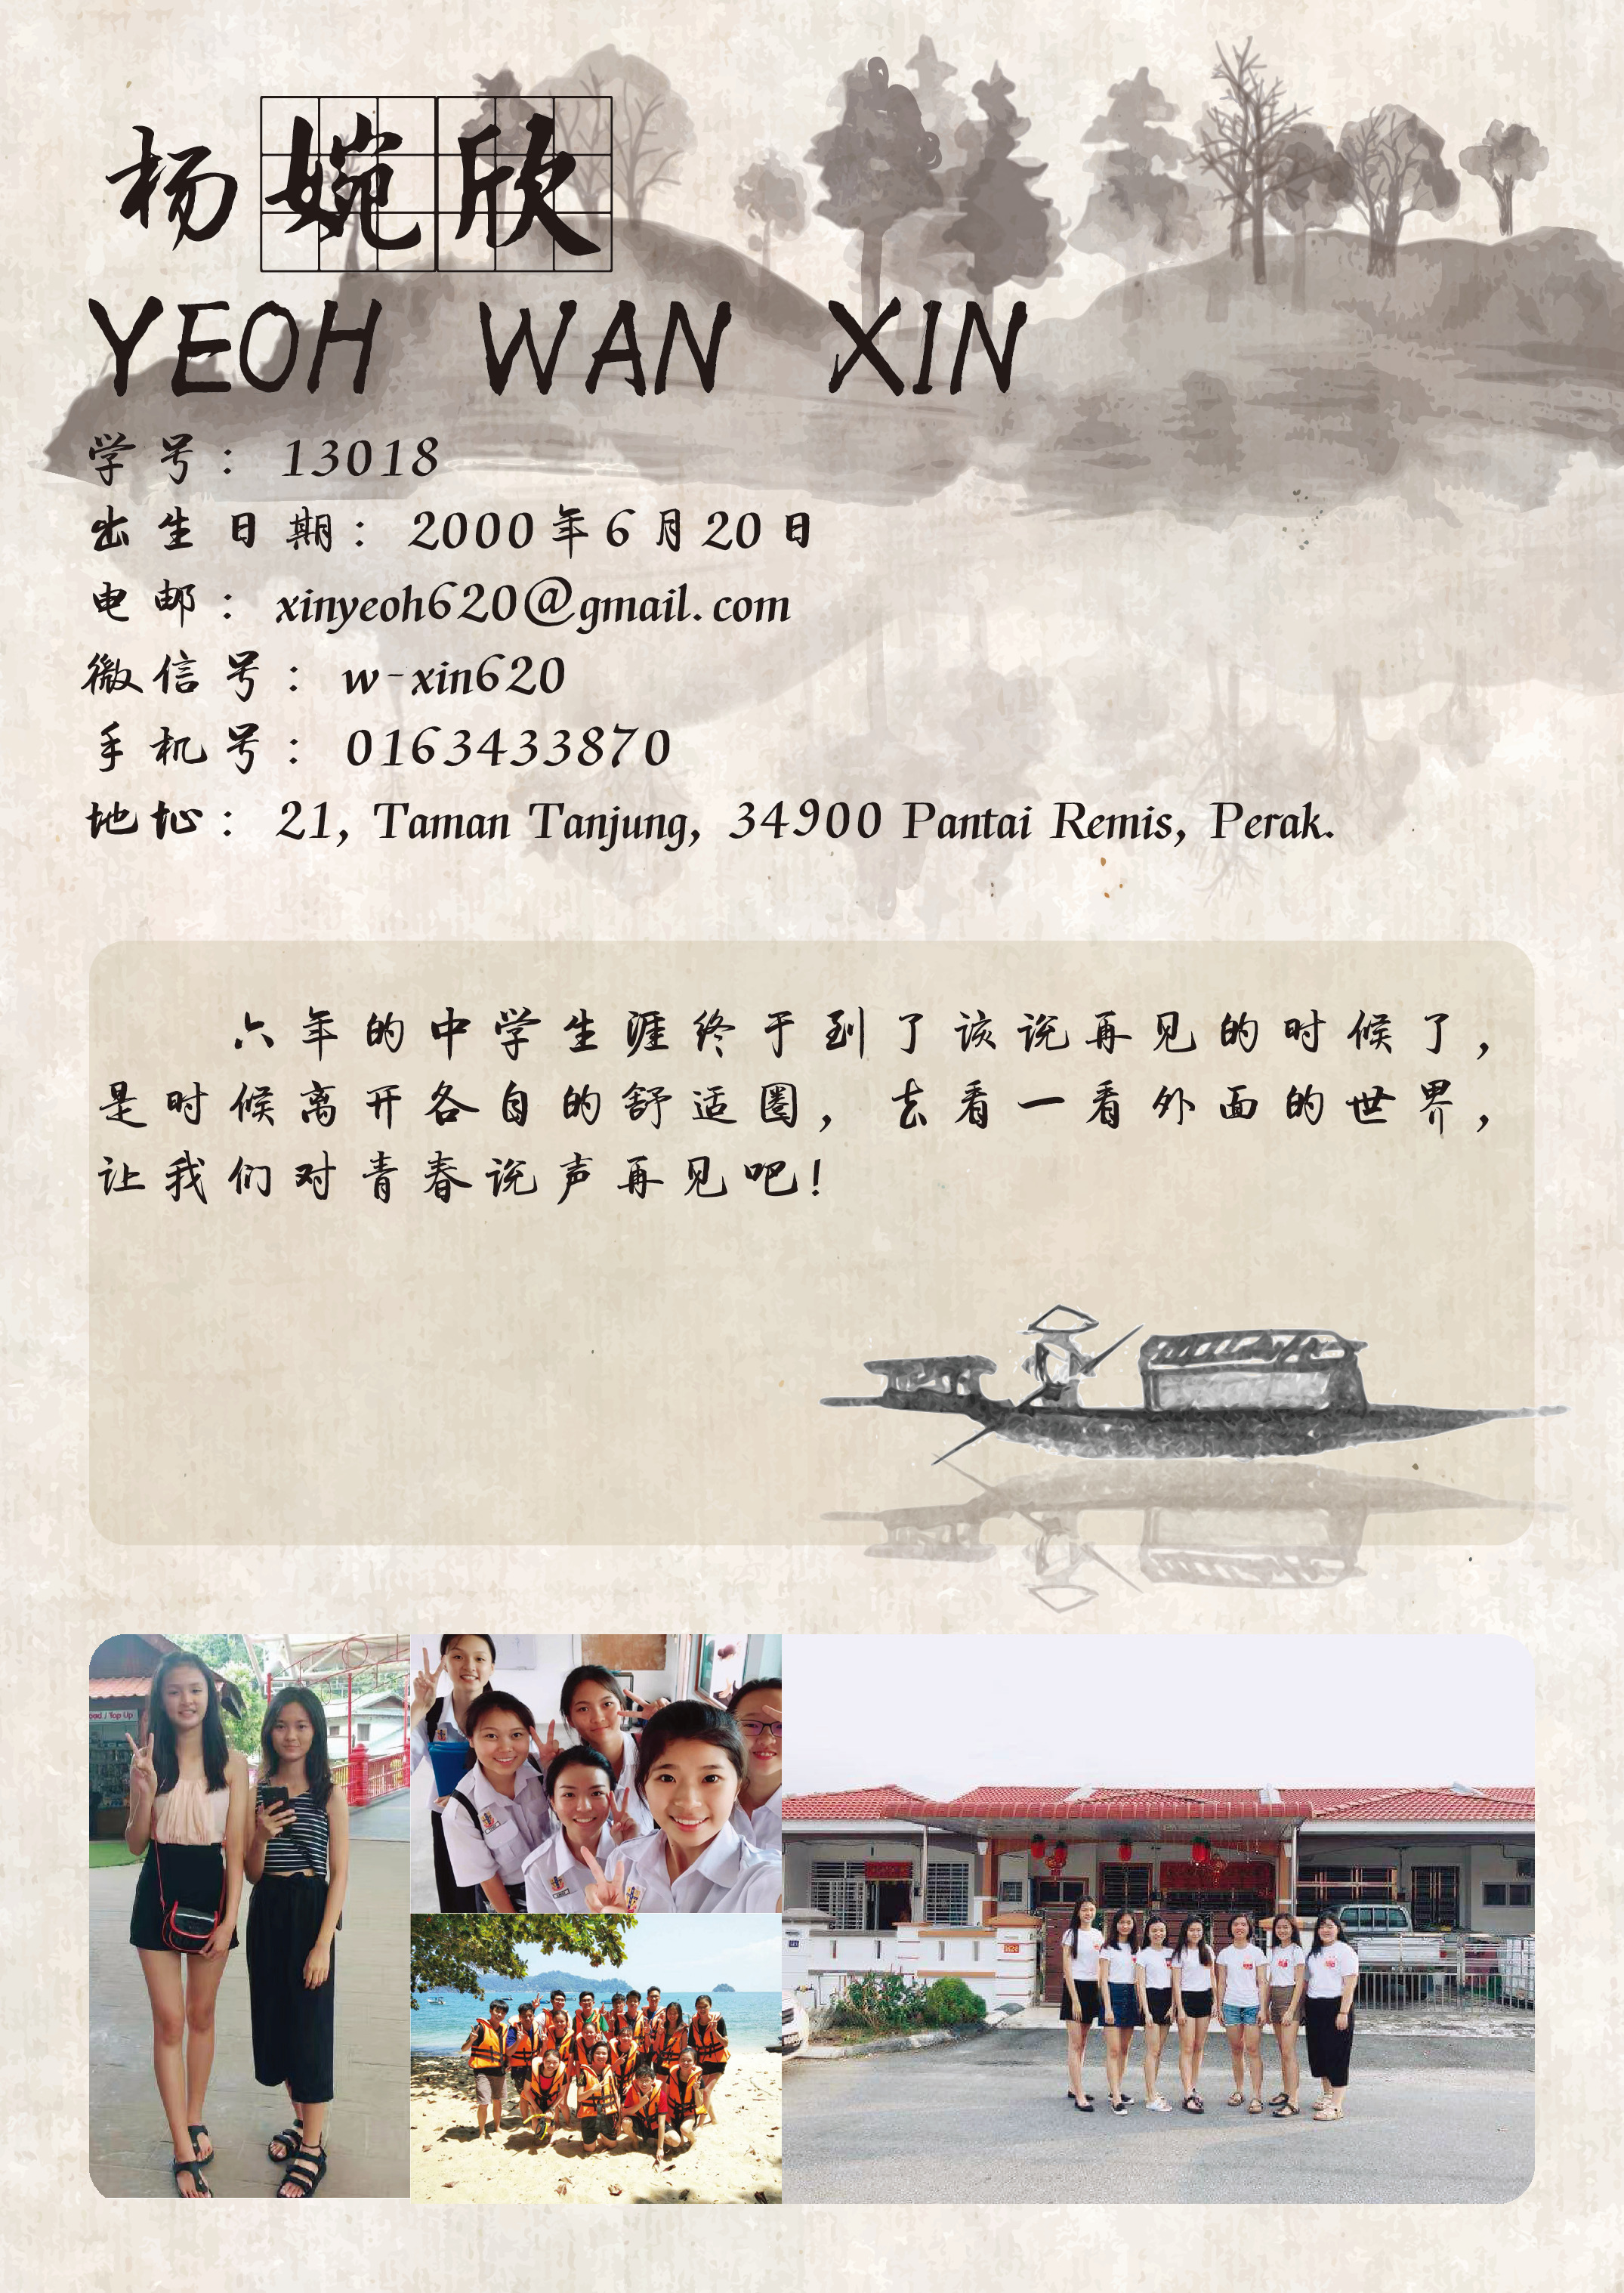 杨婉欣
YEOH WAN XIN
学号：13018
出生日期：2000年6月20日
电邮：xinyeoh620@gmail.com
微信号：w-xin620
手机号：0163433870
地址：21, Taman Tanjung, 34900 Pantai Remis, Perak.
六年的中学生涯终于到了该说再见的时候了，
是时候离开各自的舒适圈，去看一看外面的世界，
让我们对青春说声再见吧！
/ Top Up